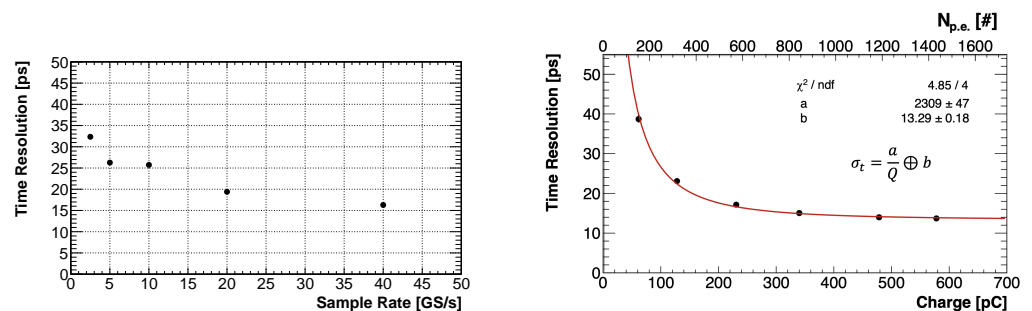 Time Resolution [ps]
50
45
40
35
30
25
20
15
10
5
0
0 5 10 15 20 25 30 35 40 45 50
Sample Rate [GS/s]
N_{p.e.} [#]
0 200 400 600 800 1000 1200 1400 1600
Time Resolution [ps]
50
40
30
20
10
0
χ² / ndf 4.85 / 4
a 2309 ± 47
b 13.29 ± 0.18
σ_t = a/Q ⊕ b
0 100 200 300 400 500 600 700
Charge [pC]